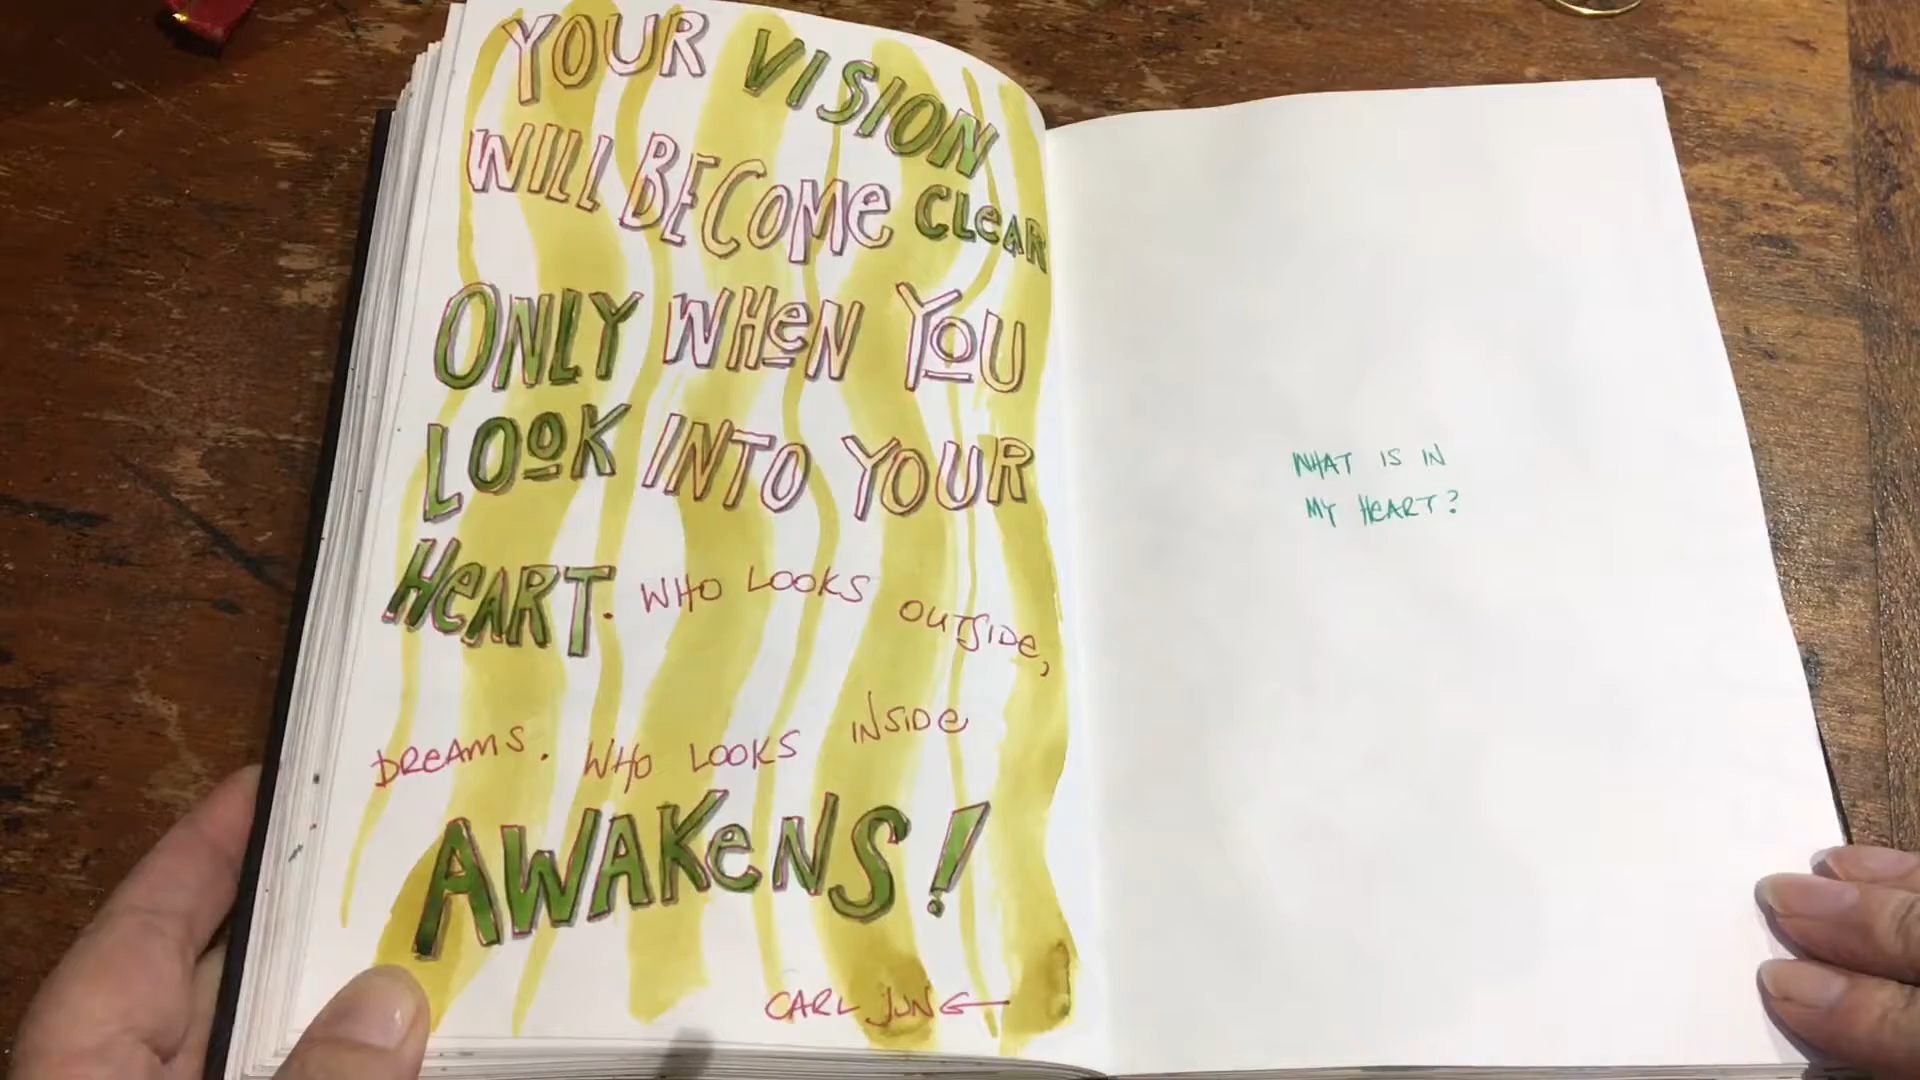 YOUR VISION
WILL BECOME CLEAR
ONLY WHEN YOU
LOOK INTO YOUR
HEART. WHO LOOKS OUTSIDE,
DREAMS. WHO LOOKS INSIDE
AWAKENS!
CARL JUNG
WHAT IS IN
MY HEART?